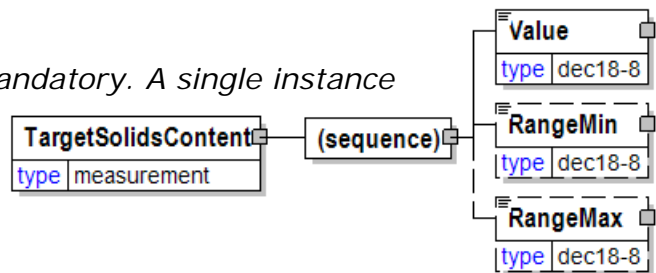 Value
type dec18-8
andatory. A single instance
RangeMin
type dec18-8
TargetSolidsContent
type measurement
(sequence)
RangeMax
type dec18-8